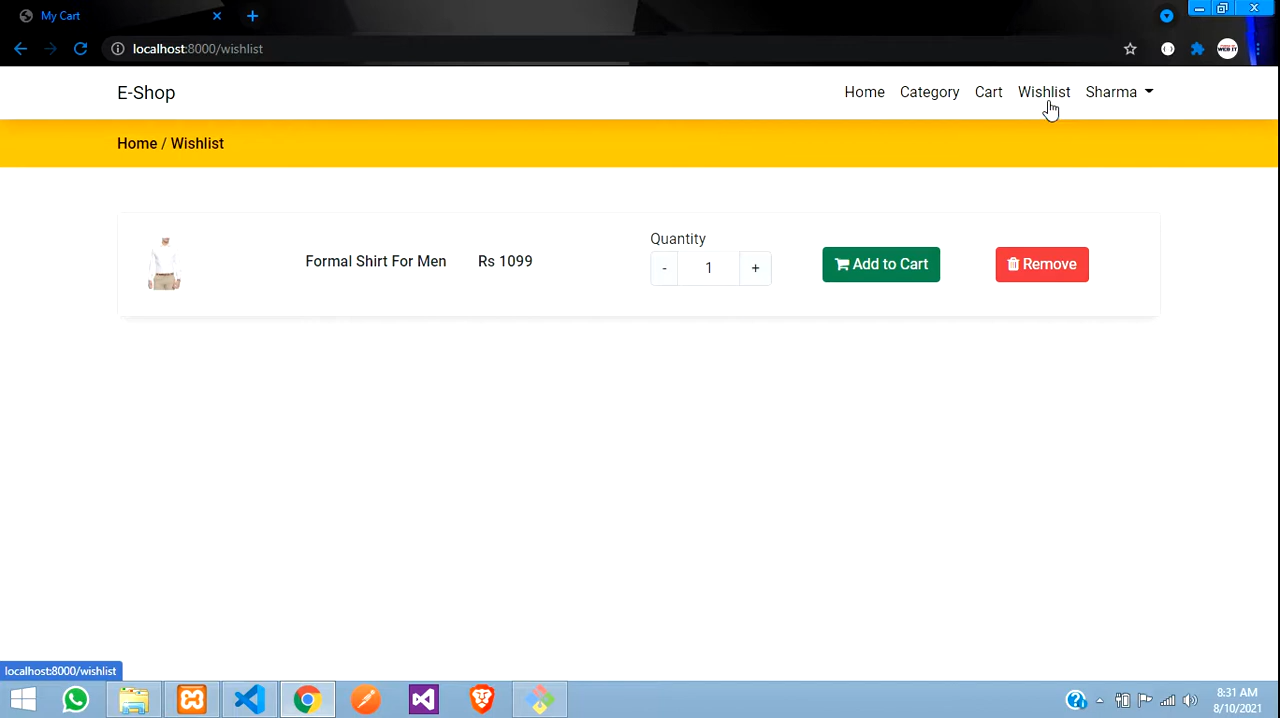 My Cart
localhost:8000/wishlist
E-Shop
Home Category Cart Wishlist Sharma
Home / Wishlist
Formal Shirt For Men Rs 1099
Quantity
- 1 +
Add to Cart
Remove
localhost:8000/wishlist
8:31 AM
8/10/2021